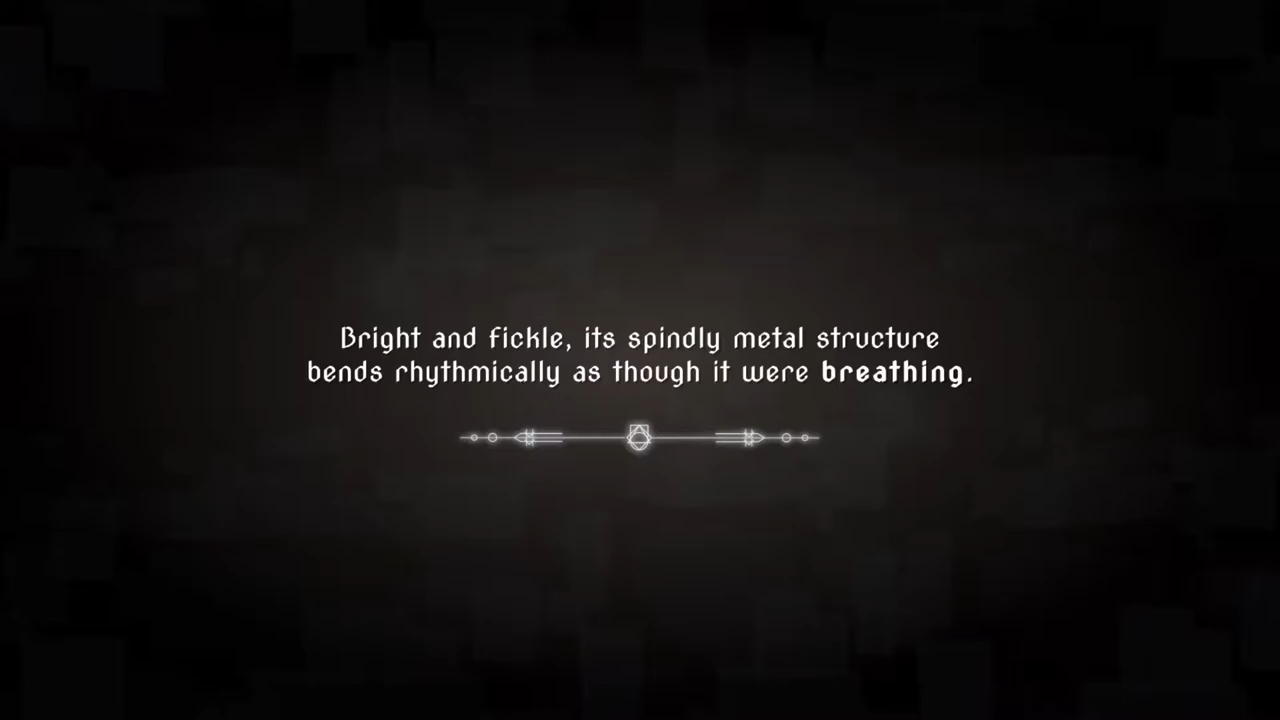 Bright and fickle, its spindly metal structure
bends rhythmically as though it were breathing.